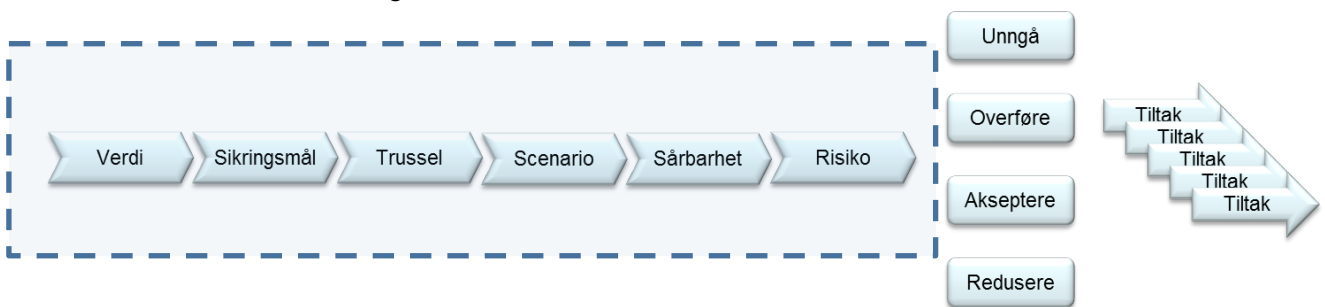 Verdi
Sikringsmål
Trussel
Scenario
Sårbarhet
Risiko
Unngå
Overføre
Akseptere
Redusere
Tiltak
Tiltak
Tiltak
Tiltak
Tiltak